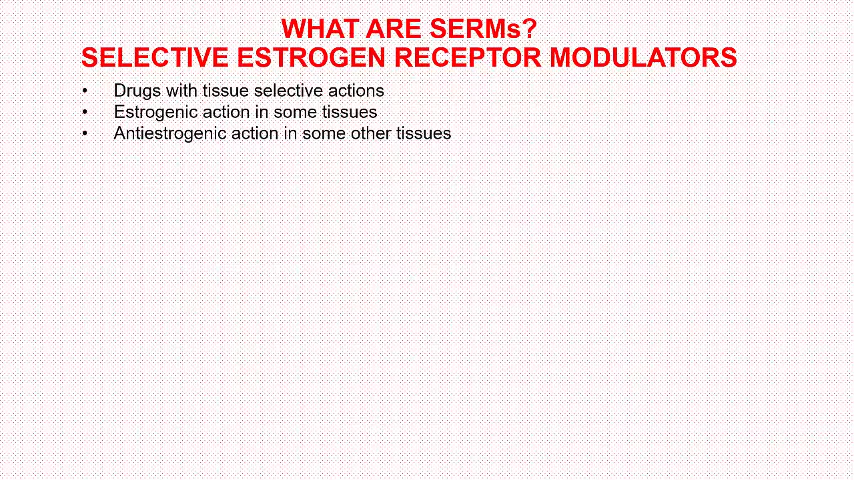 WHAT ARE SERMs?
SELECTIVE ESTROGEN RECEPTOR MODULATORS
• Drugs with tissue selective actions
• Estrogenic action in some tissues
• Antiestrogenic action in some other tissues